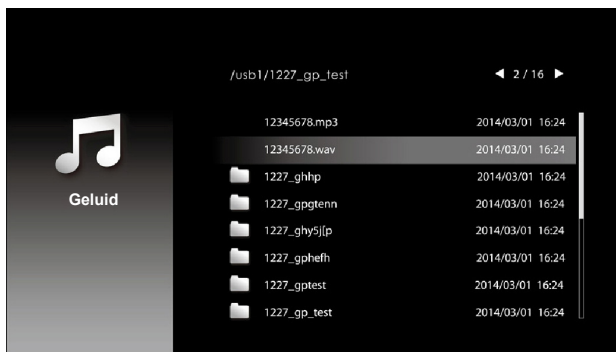 /usb1/1227_gp_test 2/16
12345678.mp3 2014/03/01 16:24
12345678.wav 2014/03/01 16:24
1227_ghhp 2014/03/01 16:24
1227_gpgtenn 2014/03/01 16:24
1227_ghy5j[p 2014/03/01 16:24
1227_gphefh 2014/03/01 16:24
1227_gptest 2014/03/01 16:24
1227_gp_test 2014/03/01 16:24
Geluid